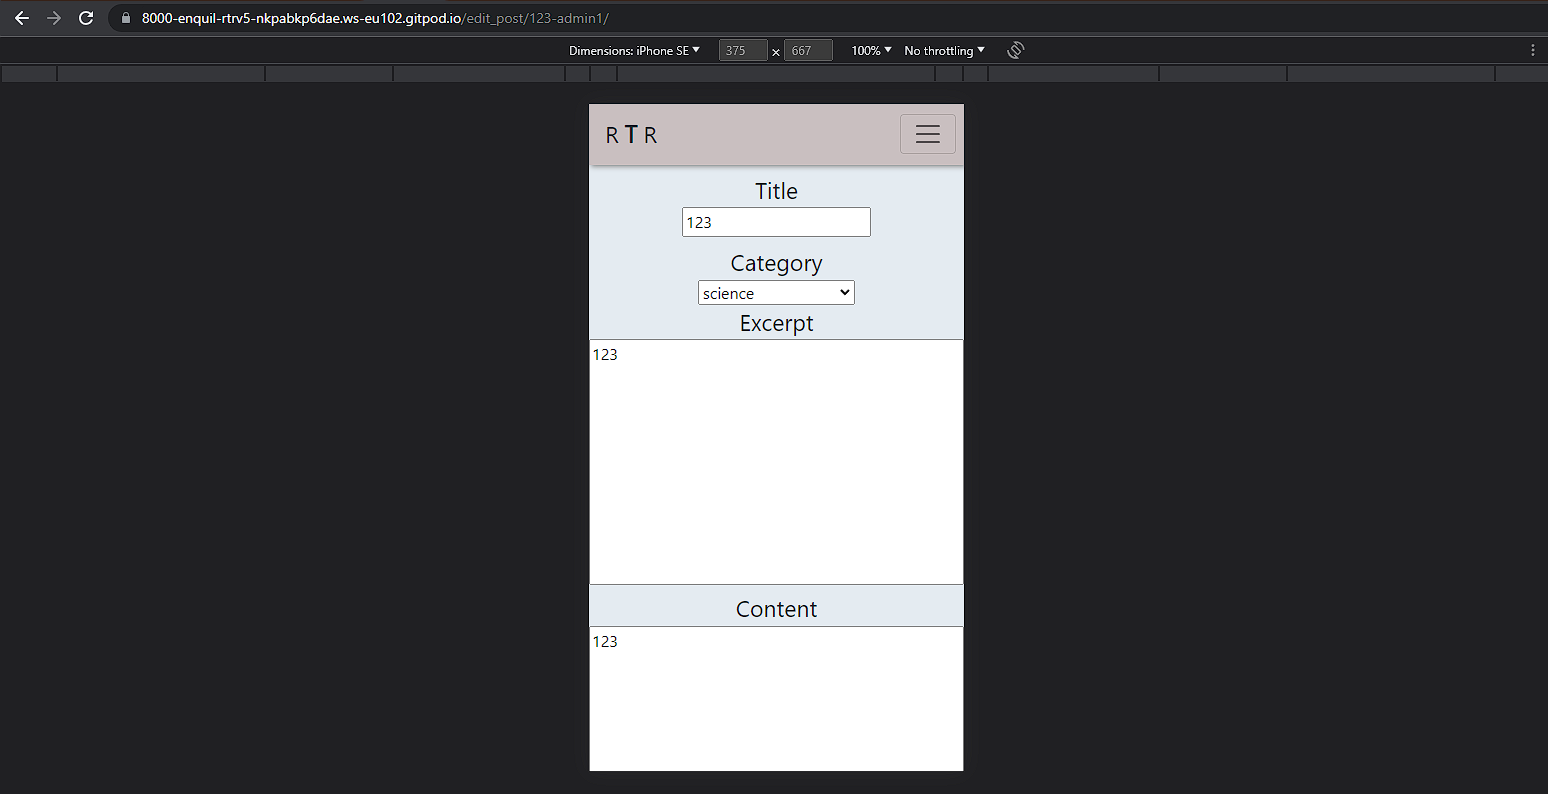 8000-enquil-rtrv5-nkpabkp6dae.ws-eu102.gitpod.io/edit_post/123-admin1/
Dimensions: iPhone SE 375 × 667 100% No throttling
R T R
Title
123
Category
science
Excerpt
123
Content
123